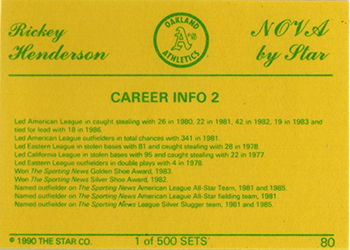 Rickey
Henderson
OAKLAND
A's
ATHLETICS
NOVA
by Star
CAREER INFO 2
Led American League in caught stealing with 26 in 1980, 22 in 1981, 42 in 1982, 19 in 1983 and
tied for lead with 18 in 1986.
Led American League outfielders in total chances with 341 in 1981.
Led Eastern League in stolen bases with 81 and caught stealing with 28 in 1978.
Led California League in stolen bases with 95 and caught stealing with 22 in 1977
Led Eastern League outfielders in double plays with 4 in 1978.
Won The Sporting News Golden Shoe Award, 1983.
Won The Sporting News Silver Shoe Award, 1982.
Named outfielder on The Sporting News American League All-Star Team, 1981 and 1985.
Named outfielder on The Sporting News American League All-Star fielding team, 1981.
Named outfielder on The Sporting News League Silver Slugger team, 1981 and 1985.
© 1990 THE STAR CO.
1 of 500 SETS
80